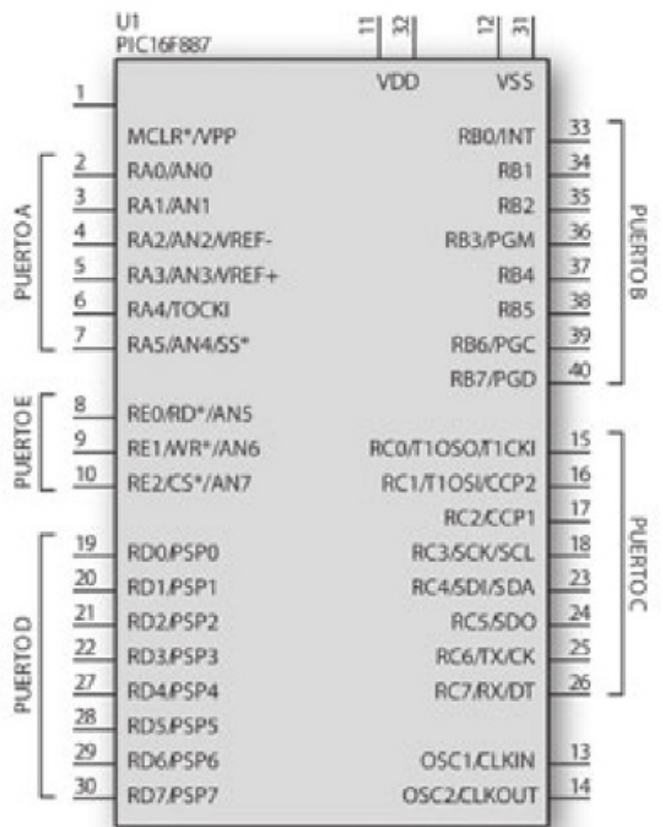 U1
PIC16F887
11
32
12
31
VDD
VSS
1
MCLR*/VPP
PUERTO A
2 RA0/AN0
3 RA1/AN1
4 RA2/AN2/VREF-
5 RA3/AN3/VREF+
6 RA4/TOCKI
7 RA5/AN4/SS*
PUERTO E
8 RE0/RD*/AN5
9 RE1/WR*/AN6
10 RE2/CS*/AN7
PUERTO D
19 RD0/PSP0
20 RD1/PSP1
21 RD2/PSP2
22 RD3/PSP3
27 RD4/PSP4
28 RD5/PSP5
29 RD6/PSP6
30 RD7/PSP7
RB0/INT 33
RB1 34
RB2 35
RB3/PGM 36
RB4 37
RB5 38
RB6/PGC 39
RB7/PGD 40
PUERTO B
RC0/T1OSO/T1CKI 15
RC1/T1OSI/CCP2 16
RC2/CCP1 17
RC3/SCK/SCL 18
RC4/SDI/SDA 23
RC5/SDO 24
RC6/TX/CK 25
RC7/RX/DT 26
PUERTO C
OSC1/CLKIN 13
OSC2/CLKOUT 14